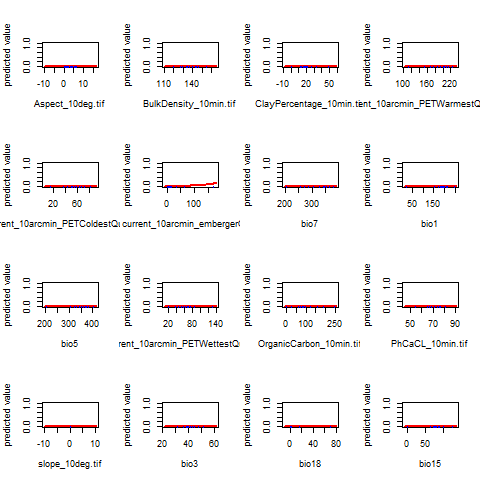 predicted value
0.0 1.0
-10 0 10
Aspect_10deg.tif
predicted value
0.0 1.0
110 140
BulkDensity_10min.tif
predicted value
0.0 1.0
-10 20 50
ClayPercentage_10min.t
predicted value
0.0 1.0
100 160 220
ent_10arcmin_PETWarmestQ
predicted value
0.0 1.0
20 60
rent_10arcmin_PETColdestQu
predicted value
0.0 1.0
0 100
current_10arcmin_emberger
predicted value
0.0 1.0
200 300
bio7
predicted value
0.0 1.0
50 150
bio1
predicted value
0.0 1.0
200 300 400
bio5
predicted value
0.0 1.0
20 80 140
rent_10arcmin_PETWettestQ
predicted value
0.0 1.0
0 100 250
OrganicCarbon_10min.tif
predicted value
0.0 1.0
50 70 90
PhCaCL_10min.tif
predicted value
0.0 1.0
-10 0 10
slope_10deg.tif
predicted value
0.0 1.0
20 40 60
bio3
predicted value
0.0 1.0
0 40 80
bio18
predicted value
0.0 1.0
0 50
bio15